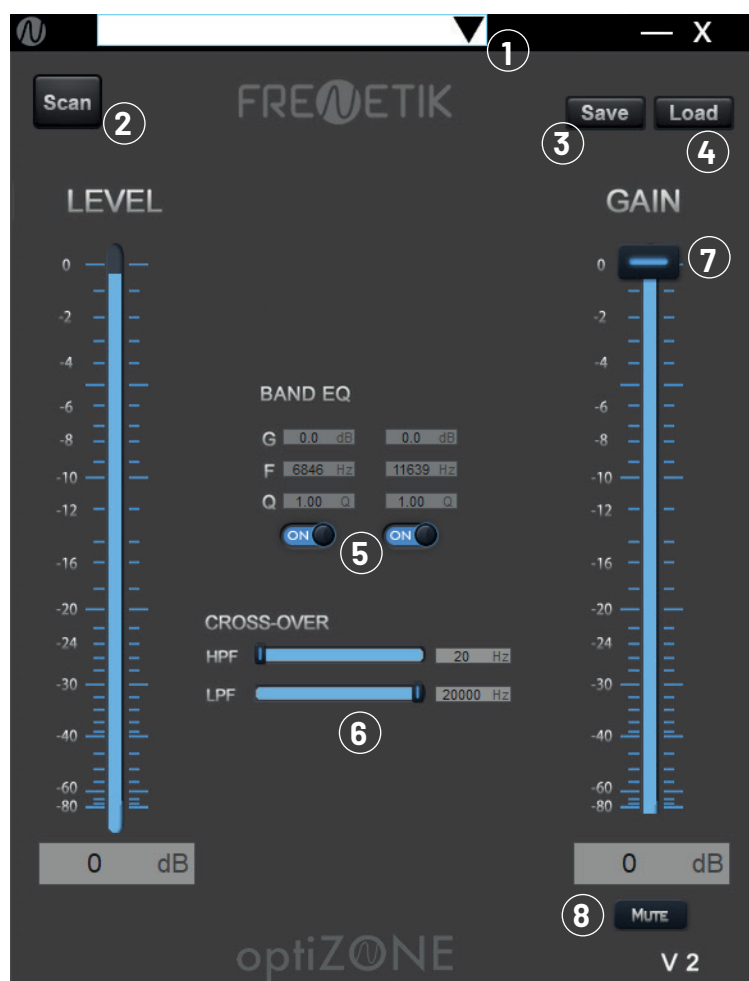 1
— X
Scan
2
FRENETIK
Save
Load
3
4
LEVEL
GAIN
0
-2
-4
-6
-8
-10
-12
-16
-20
-24
-30
-40
-60
-80
0 dB
BAND EQ
G 0.0 dB 0.0 dB
F 6846 Hz 11639 Hz
Q 1.00 Q 1.00 Q
ON ON
5
CROSS-OVER
HPF 20 Hz
LPF 20000 Hz
6
7
0
-2
-4
-6
-8
-10
-12
-16
-20
-24
-30
-40
-60
-80
0 dB
8
MUTE
optiZONE
V 2